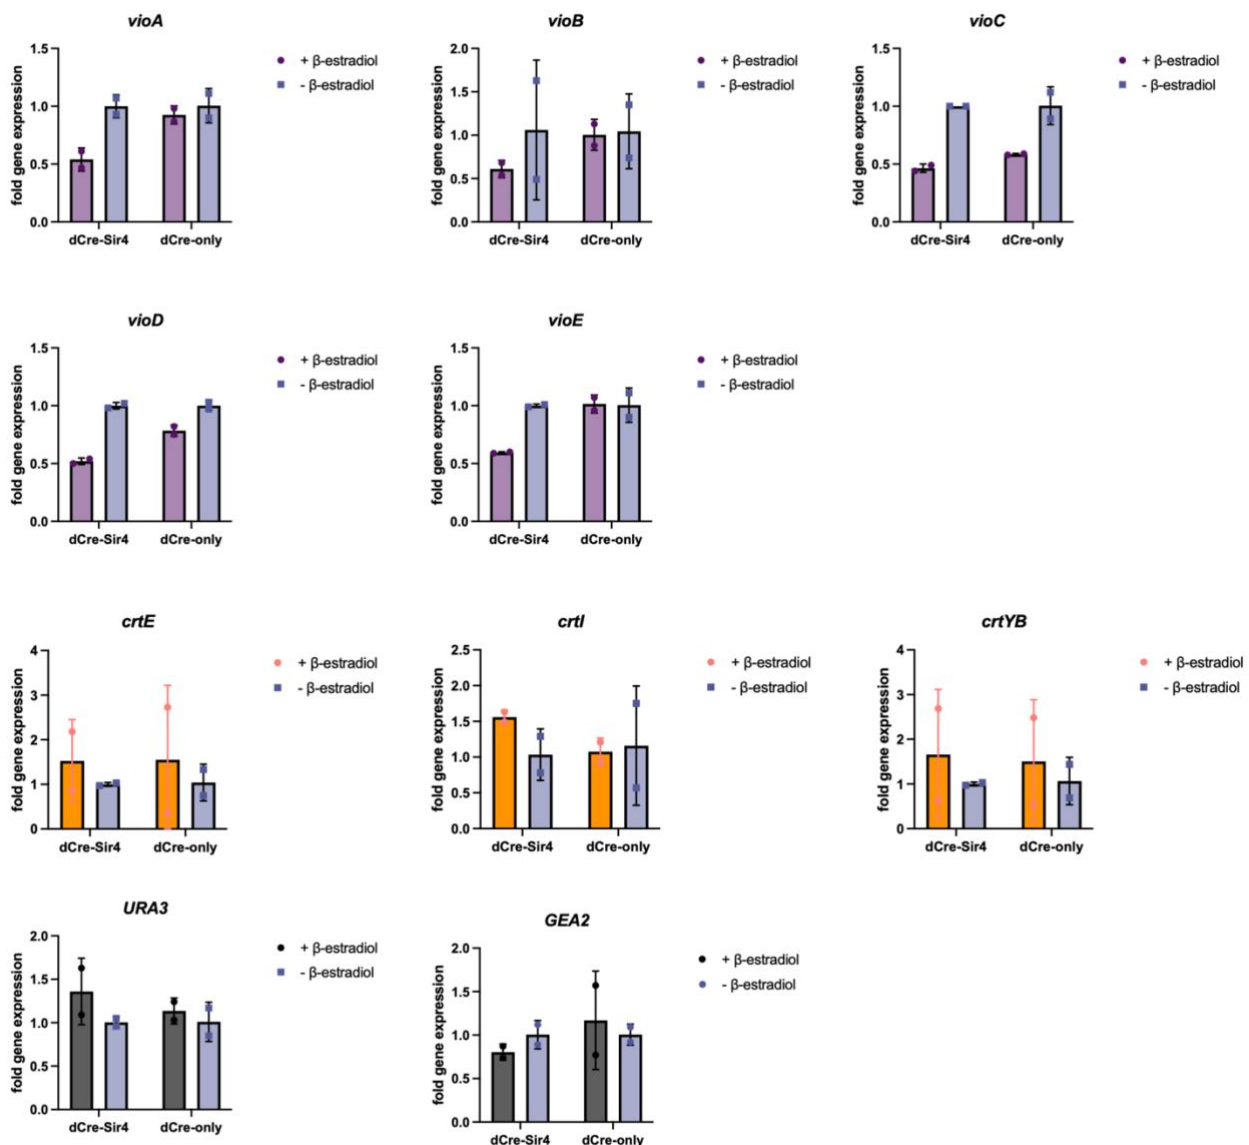 vioA
vioB
vioC
fold gene expression
1.5
1.0
0.5
0.0
dCre-Sir4
dCre-only
+ β-estradiol
- β-estradiol
fold gene expression
2.0
1.5
1.0
0.5
0.0
dCre-Sir4
dCre-only
+ β-estradiol
- β-estradiol
fold gene expression
1.5
1.0
0.5
0.0
dCre-Sir4
dCre-only
+ β-estradiol
- β-estradiol
vioD
vioE
fold gene expression
1.5
1.0
0.5
0.0
dCre-Sir4
dCre-only
+ β-estradiol
- β-estradiol
fold gene expression
1.5
1.0
0.5
0.0
dCre-Sir4
dCre-only
+ β-estradiol
- β-estradiol
crtE
crtI
crtYB
fold gene expression
4
3
2
1
0
dCre-Sir4
dCre-only
+ β-estradiol
- β-estradiol
fold gene expression
2.5
2.0
1.5
1.0
0.5
0.0
dCre-Sir4
dCre-only
+ β-estradiol
- β-estradiol
fold gene expression
4
3
2
1
0
dCre-Sir4
dCre-only
+ β-estradiol
- β-estradiol
URA3
GEA2
fold gene expression
2.0
1.5
1.0
0.5
0.0
dCre-Sir4
dCre-only
+ β-estradiol
- β-estradiol
fold gene expression
2.0
1.5
1.0
0.5
0.0
dCre-Sir4
dCre-only
+ β-estradiol
- β-estradiol